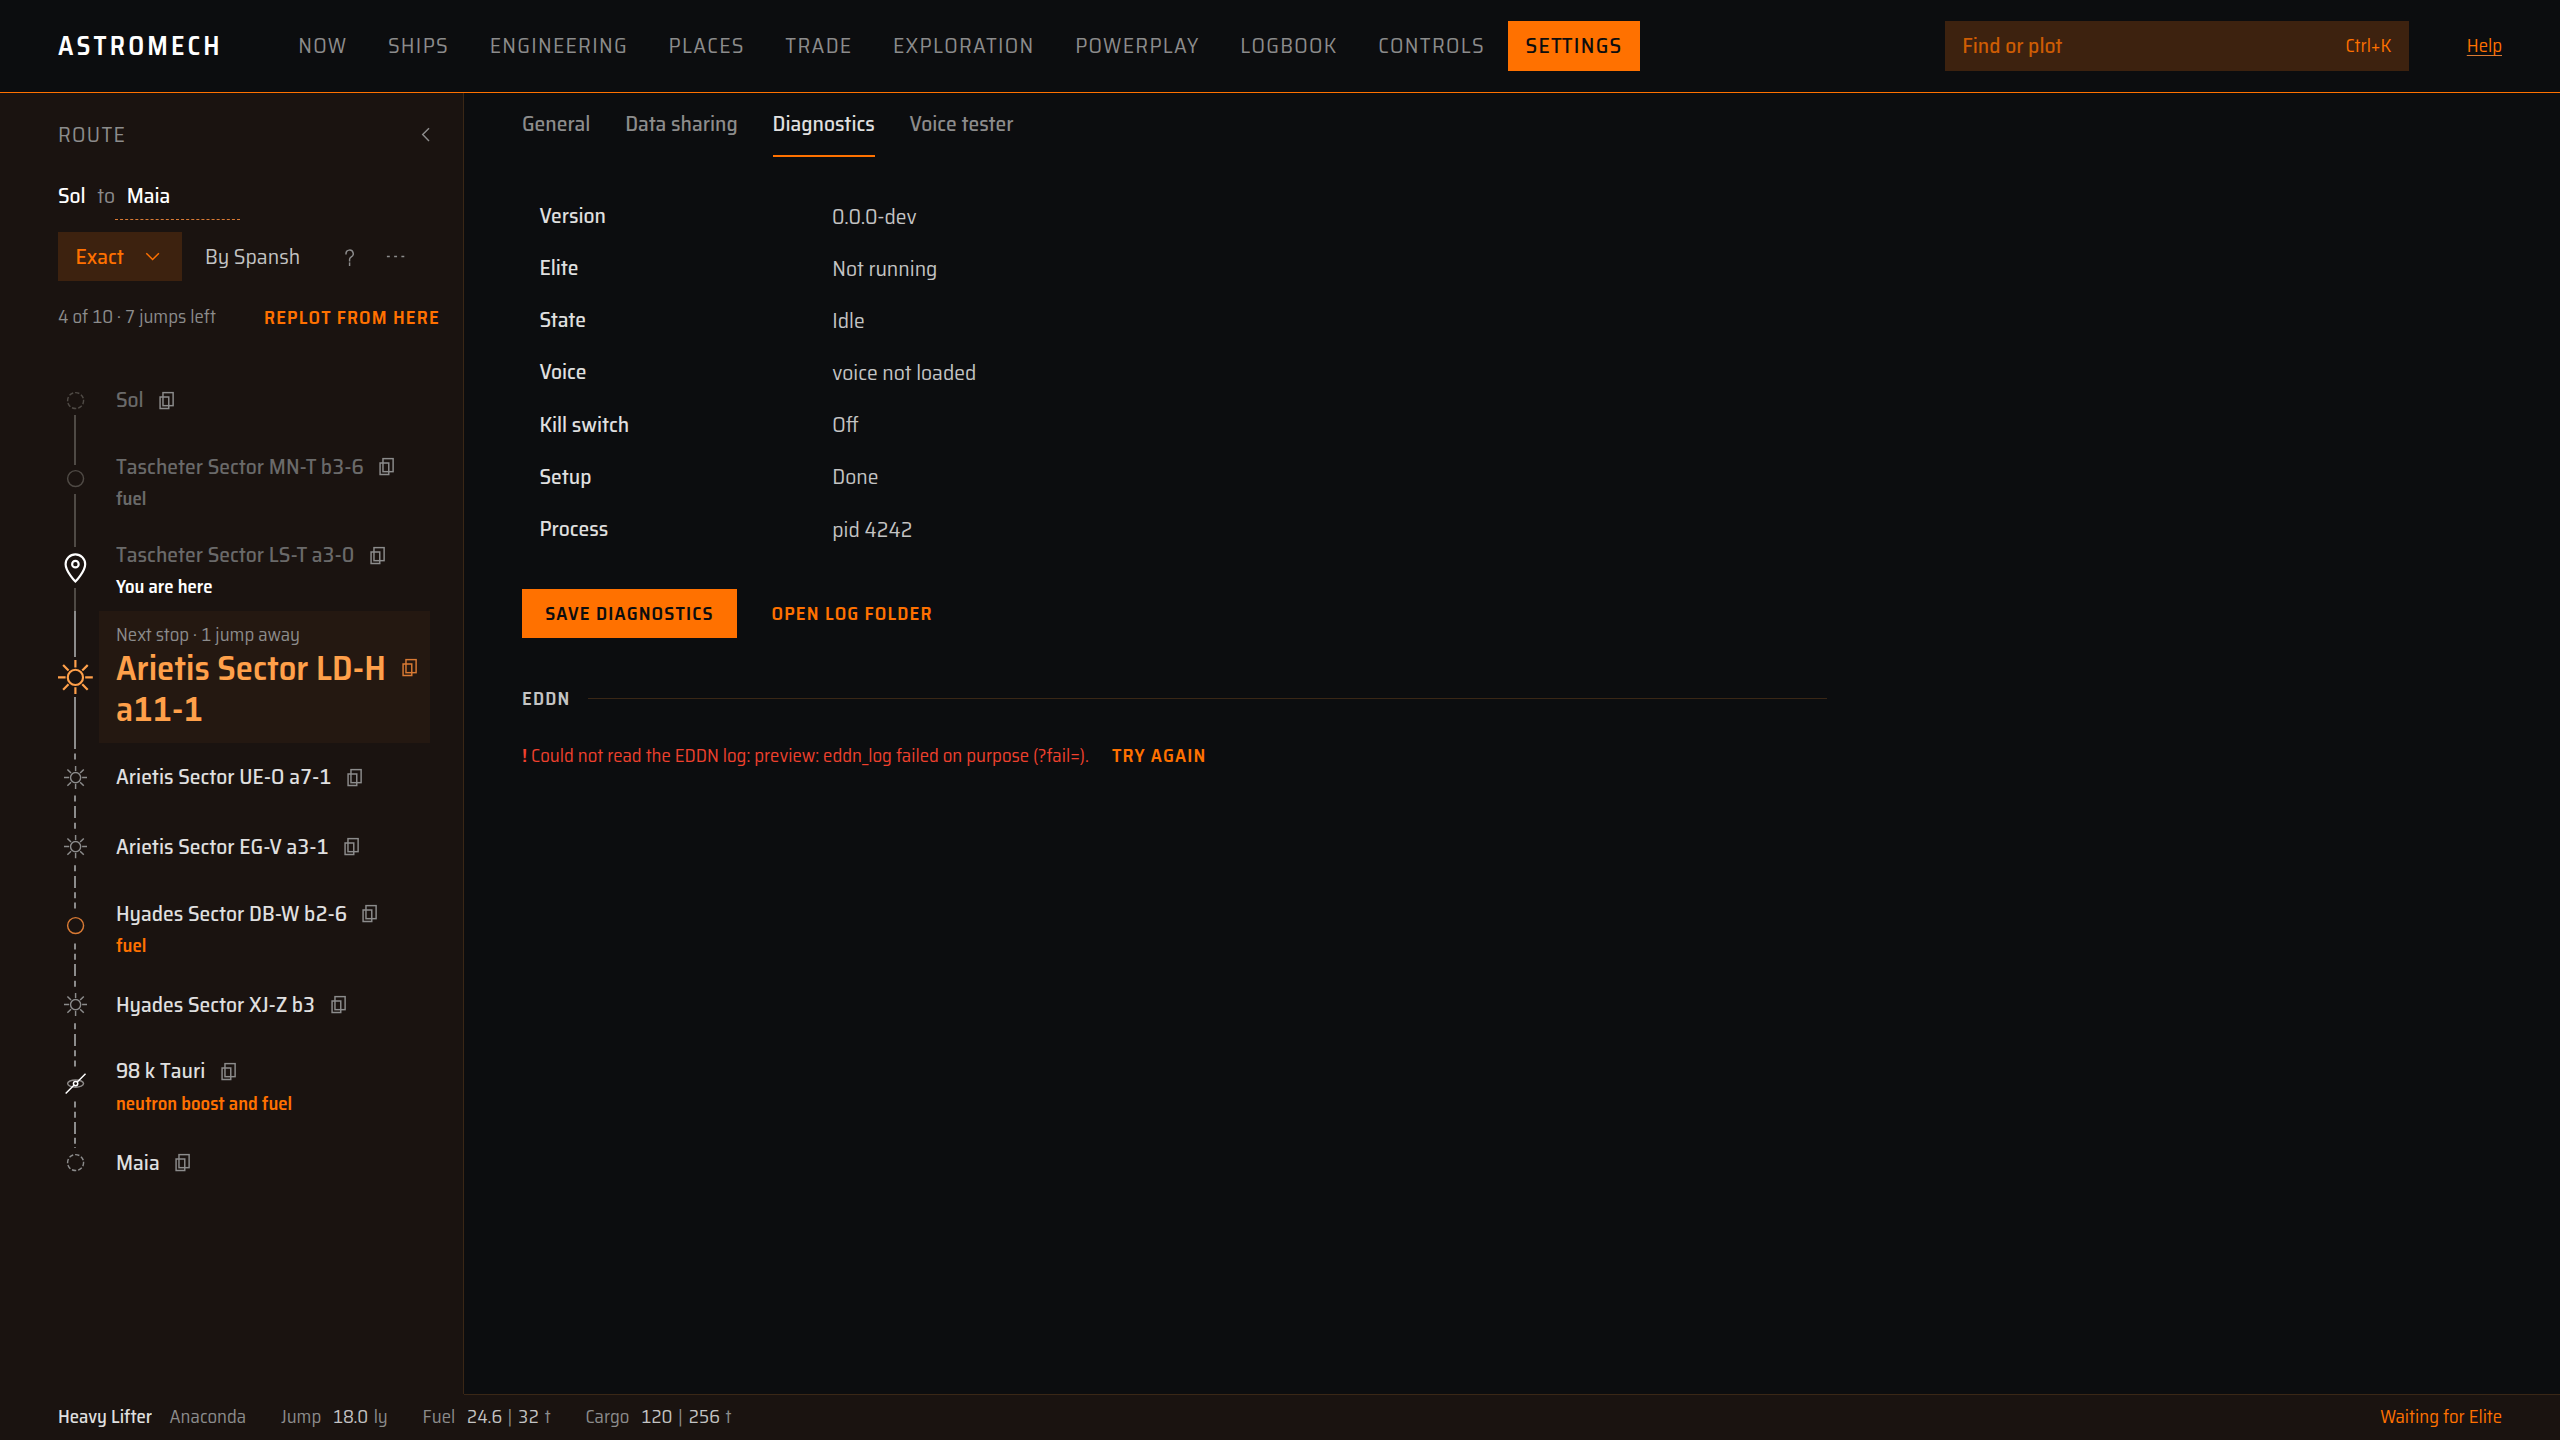 ASTROMECH NOW SHIPS ENGINEERING PLACES TRADE EXPLORATION POWERPLAY LOGBOOK CONTROLS SETTINGS Find or plot Ctrl+K Help
ROUTE
Sol to Maia
Exact By Spansh ? ...
4 of 10 · 7 jumps left REPLOT FROM HERE
Sol
Tascheter Sector MN-T b3-6
fuel
Tascheter Sector LS-T a3-0
You are here
Next stop · 1 jump away
Arietis Sector LD-H
a11-1
Arietis Sector UE-O a7-1
Arietis Sector EG-V a3-1
Hyades Sector DB-W b2-6
fuel
Hyades Sector XJ-Z b3
98 k Tauri
neutron boost and fuel
Maia
General Data sharing Diagnostics Voice tester
Version 0.0.0-dev
Elite Not running
State Idle
Voice voice not loaded
Kill switch Off
Setup Done
Process pid 4242
SAVE DIAGNOSTICS OPEN LOG FOLDER
EDDN
! Could not read the EDDN log: preview: eddn_log failed on purpose (?fail=). TRY AGAIN
Heavy Lifter Anaconda Jump 18.0 ly Fuel 24.6 | 32 t Cargo 120 | 256 t Waiting for Elite